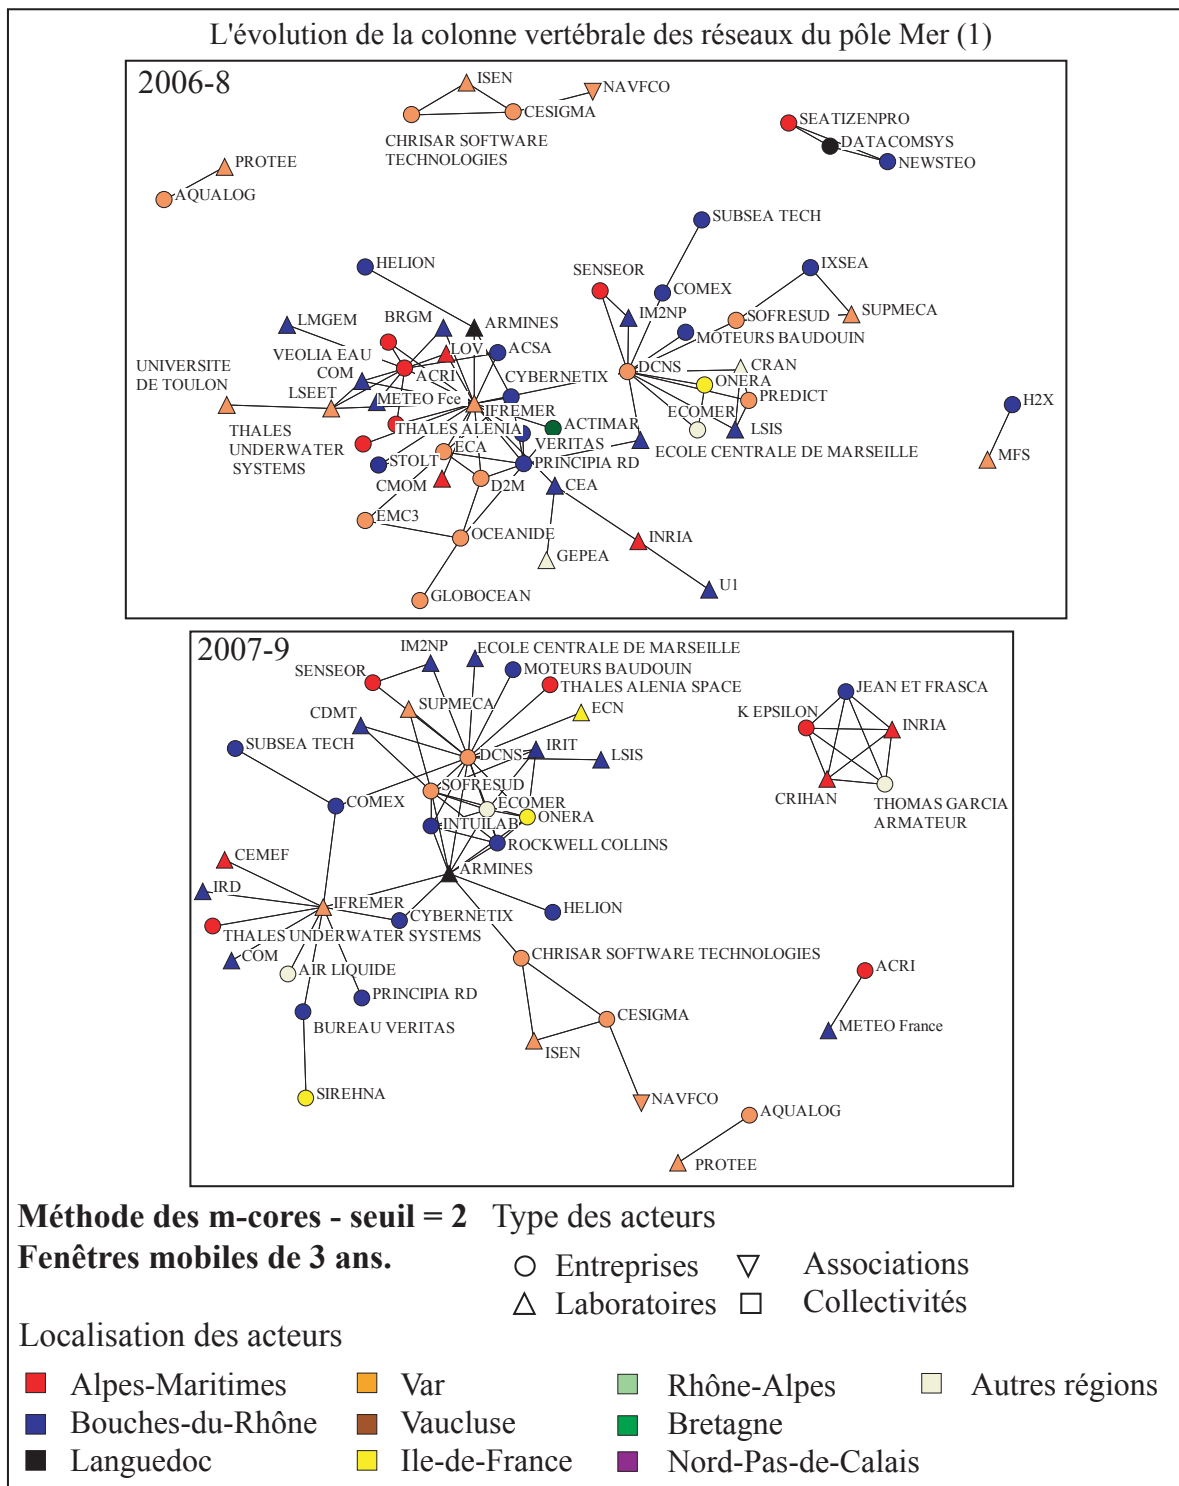 L'évolution de la colonne vertébrale des réseaux du pôle Mer (1)
2006-8
ISEN
NAVFCO
CESIGMA
CHRISAR SOFTWARE
TECHNOLOGIES
SEATIZENPRO
DATACOMSYS
NEWSTEO
PROTEE
AQUALOG
SUBSEA TECH
HELION
SENSEOR
IXSEA
COMEX
LMGEM
BRGM
ARMINES
IM2NP
SOFRESUD
SUPMECA
MOTEURS BAUDOUIN
VEOLIA EAU
LOV
ACSA
UNIVERSITE
DE TOULON
COM
ACRI
CYBERNETIX
DCNS
CRAN
ONERA
LSEET
METEO Fce
IFREMER
PREDICT
H2X
ECOMER
THALES
UNDERWATER
SYSTEMS
THALES ALENIA
ACTIMAR
LSIS
ECA
VERITAS
ECOLE CENTRALE DE MARSEILLE
MFS
STOLT
PRINCIPIA RD
CMOM
D2M
CEA
EMC3
OCEANIDE
INRIA
GEPEA
U1
GLOBOCEAN
2007-9
IM2NP
ECOLE CENTRALE DE MARSEILLE
SENSEOR
MOTEURS BAUDOUIN
THALES ALENIA SPACE
JEAN ET FRASCA
SUPMECA
CDMT
ECN
K EPSILON
INRIA
SUBSEA TECH
DCNS
IRIT
LSIS
SOFRESUD
COMEX
ECOMER
CRIHAN
THOMAS GARCIA
ARMATEUR
INTUILAB
ONERA
ROCKWELL COLLINS
CEMEF
ARMINES
IRD
IFREMER
CYBERNETIX
HELION
THALES UNDERWATER SYSTEMS
COM
CHRISAR SOFTWARE TECHNOLOGIES
AIR LIQUIDE
ACRI
PRINCIPIA RD
BUREAU VERITAS
CESIGMA
METEO France
ISEN
SIREHNA
NAVFCO
AQUALOG
PROTEE
Méthode des m-cores - seuil = 2 Type des acteurs
Fenêtres mobiles de 3 ans.
Entreprises
Associations
Laboratoires
Collectivités
Localisation des acteurs
Alpes-Maritimes
Var
Rhône-Alpes
Autres régions
Bouches-du-Rhône
Vaucluse
Bretagne
Languedoc
Ile-de-France
Nord-Pas-de-Calais